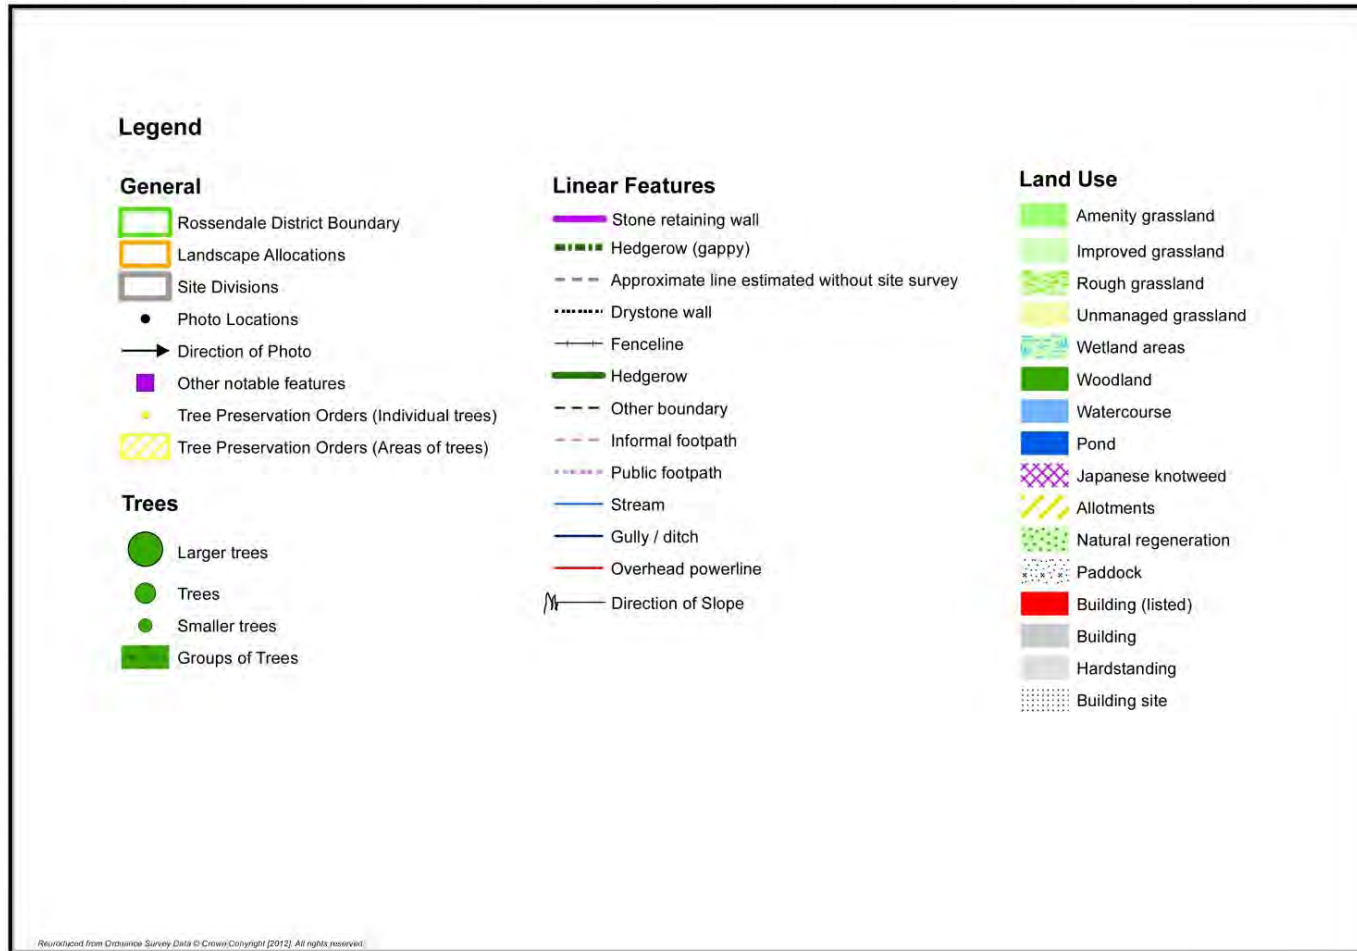 Legend
General
Rossendale District Boundary
Landscape Allocations
Site Divisions
Photo Locations
Direction of Photo
Other notable features
Tree Preservation Orders (Individual trees)
Tree Preservation Orders (Areas of trees)
Trees
Larger trees
Trees
Smaller trees
Groups of Trees
Linear Features
Stone retaining wall
Hedgerow (gappy)
Approximate line estimated without site survey
Drystone wall
Fenceline
Hedgerow
Other boundary
Informal footpath
Public footpath
Stream
Gully / ditch
Overhead powerline
Direction of Slope
Land Use
Amenity grassland
Improved grassland
Rough grassland
Unmanaged grassland
Wetland areas
Woodland
Watercourse
Pond
Japanese knotweed
Allotments
Natural regeneration
Paddock
Building (listed)
Building
Hardstanding
Building site
Reproduced from Ordnance Survey Data © Crown Copyright [2012]. All rights reserved.